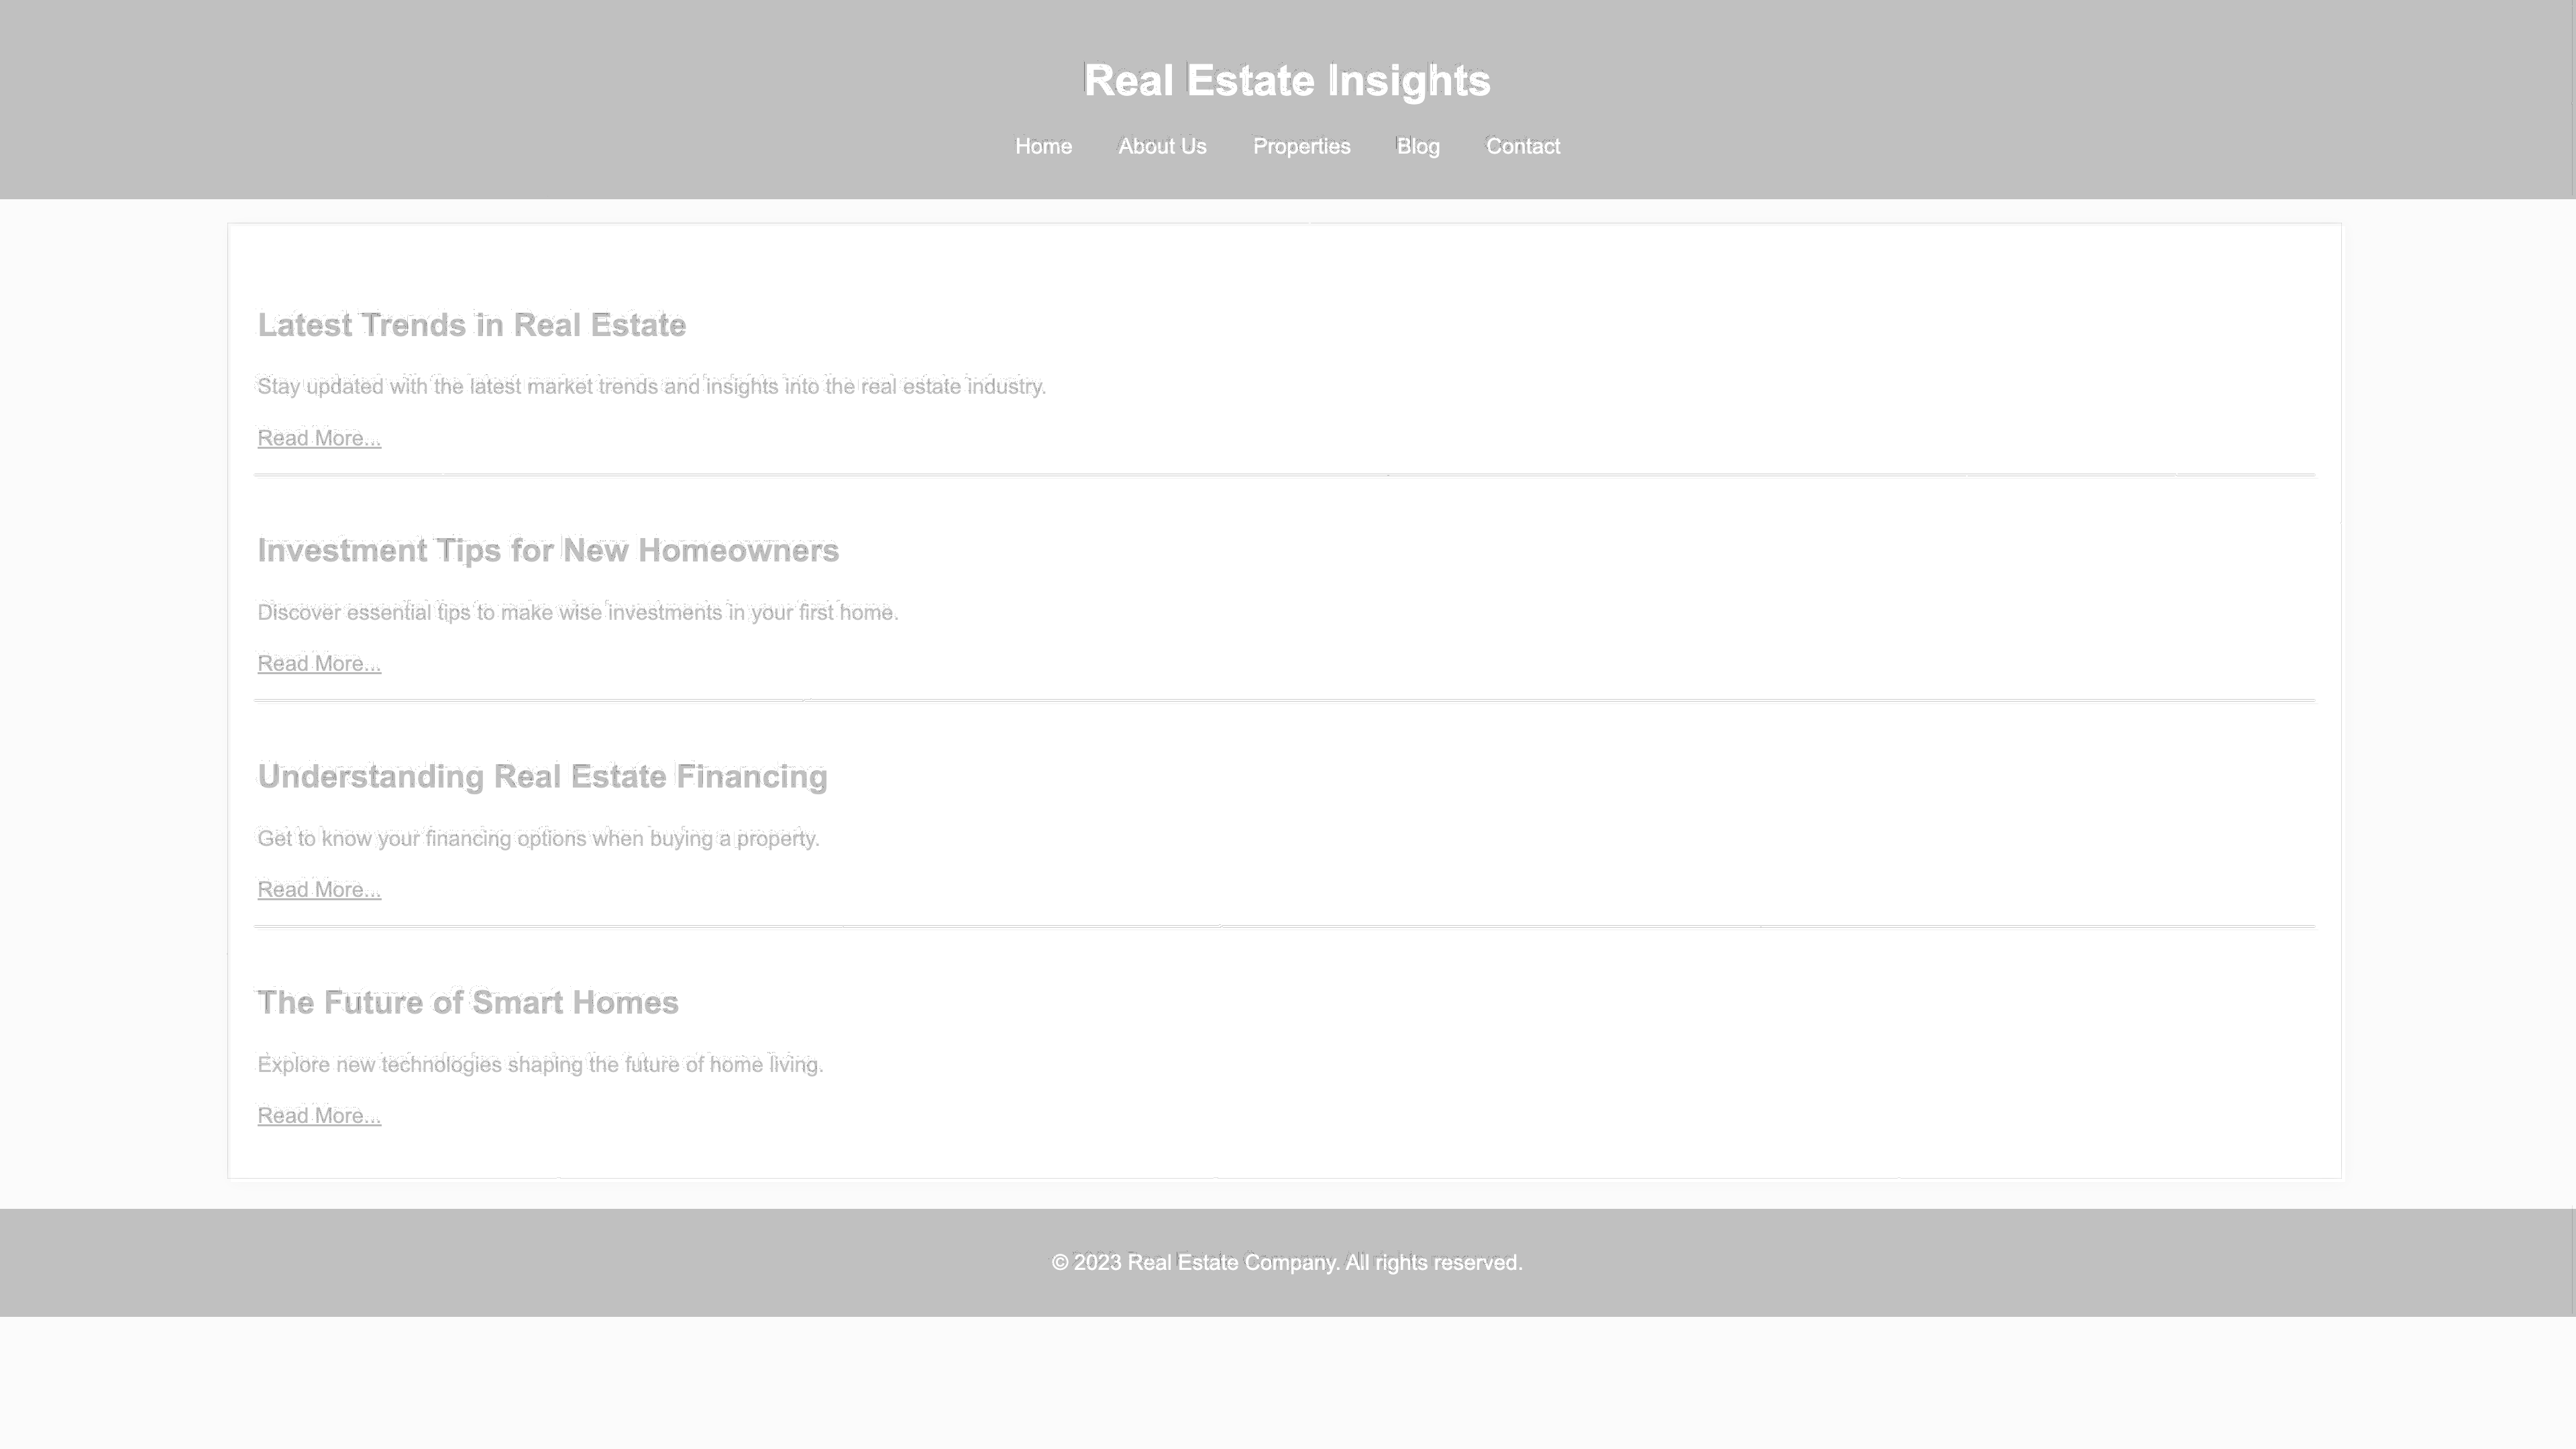 Real Estate Insights
Home About Us Properties Blog Contact
Latest Trends in Real Estate
Stay updated with the latest market trends and insights into the real estate industry.
Read More...
Investment Tips for New Homeowners
Discover essential tips to make wise investments in your first home.
Read More...
Understanding Real Estate Financing
Get to know your financing options when buying a property.
Read More...
The Future of Smart Homes
Explore new technologies shaping the future of home living.
Read More...
© 2023 Real Estate Company. All rights reserved.